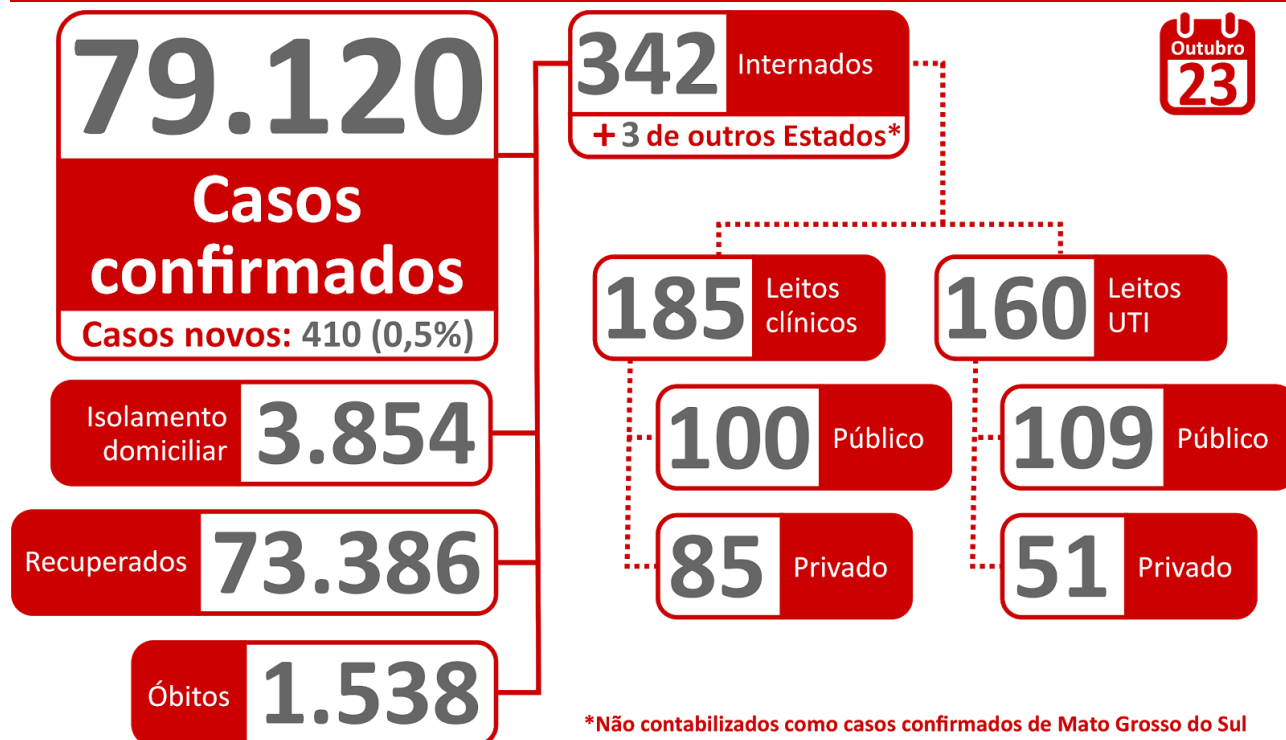 79.120
Casos
confirmados
Casos novos: 410 (0,5%)
Isolamento
domiciliar
3.854
Recuperados
73.386
Óbitos
1.538
342
Internados
+3 de outros Estados*
Outubro
23
185
Leitos
clínicos
100
Público
85
Privado
160
Leitos
UTI
109
Público
51
Privado
*Não contabilizados como casos confirmados de Mato Grosso do Sul